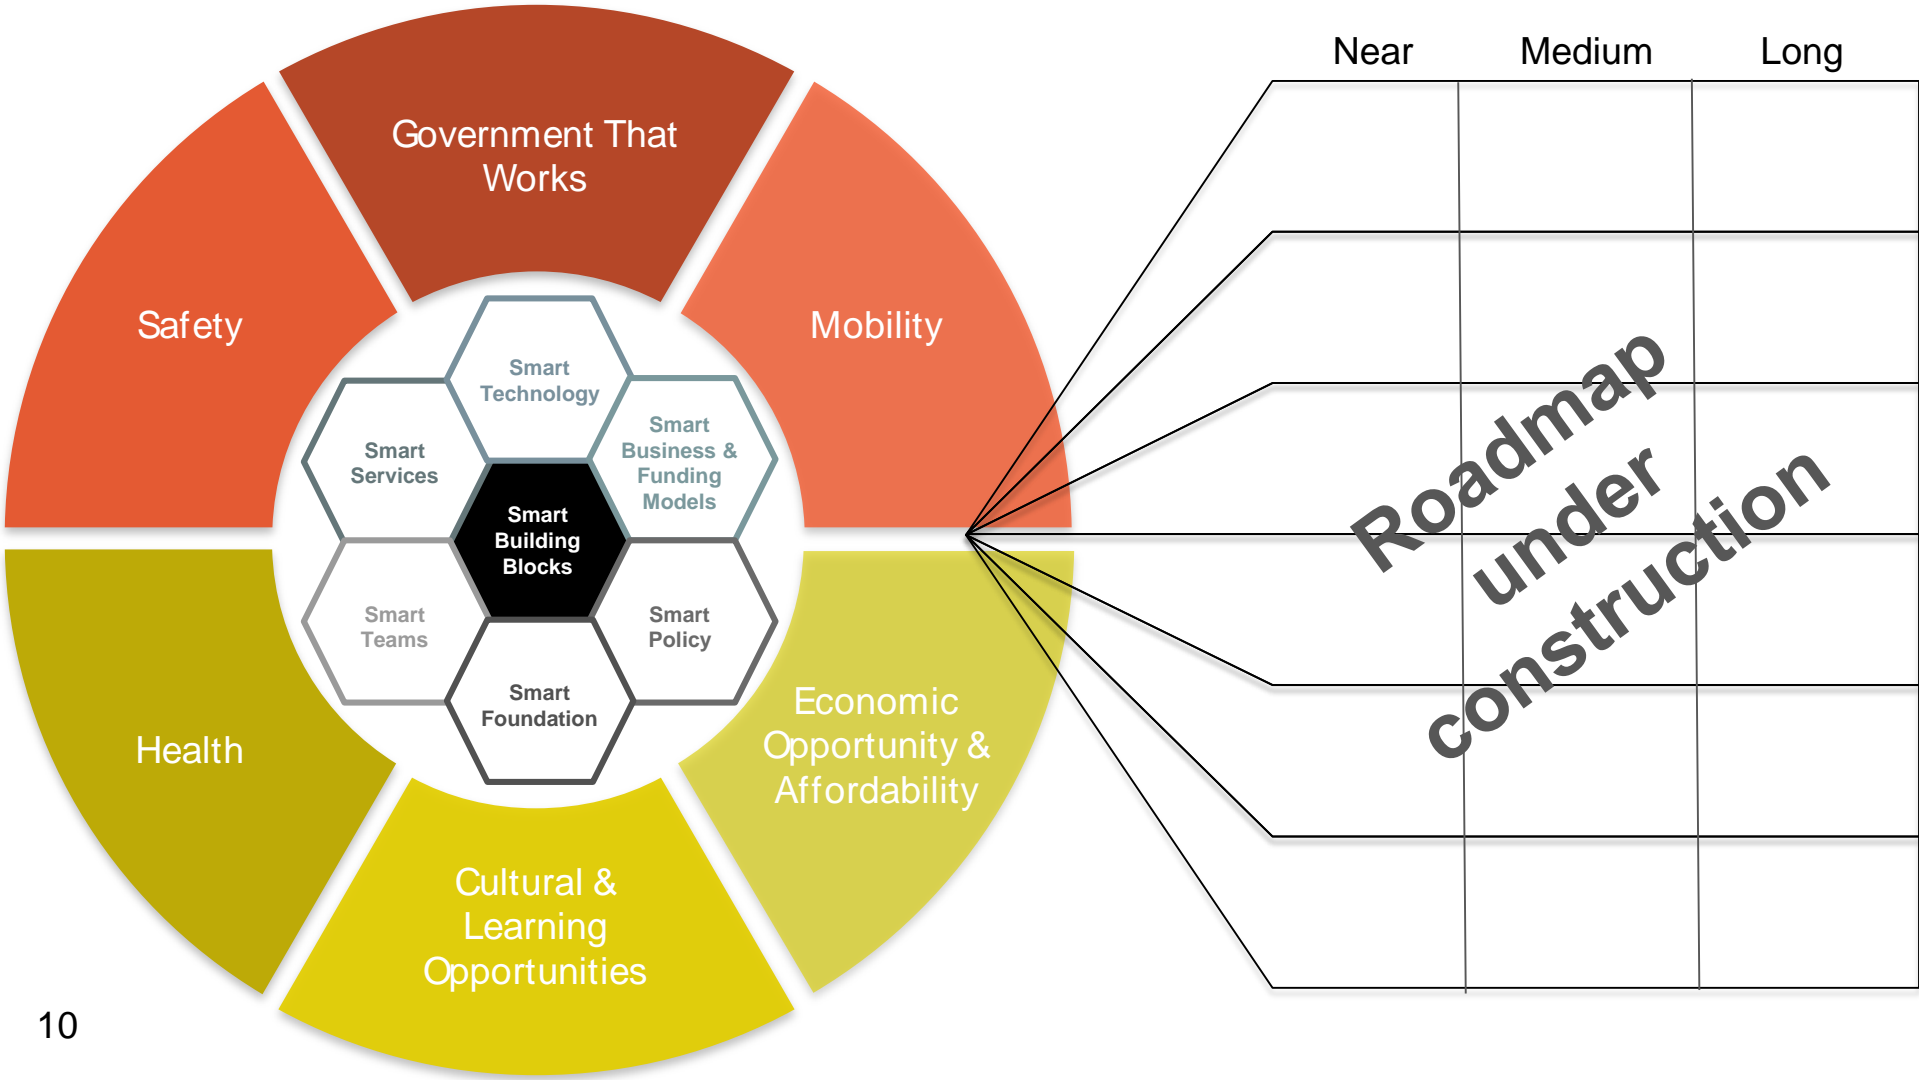 Near
Medium
Long
Government That
Works
Safety
Mobility
Smart
Technology
Smart
Services
Smart
Business &
Funding
Models
Smart
Building
Blocks
Smart
Teams
Smart
Policy
Smart
Foundation
Health
Economic
Opportunity &
Affordability
Cultural &
Learning
Opportunities
Roadmap
under
construction
10